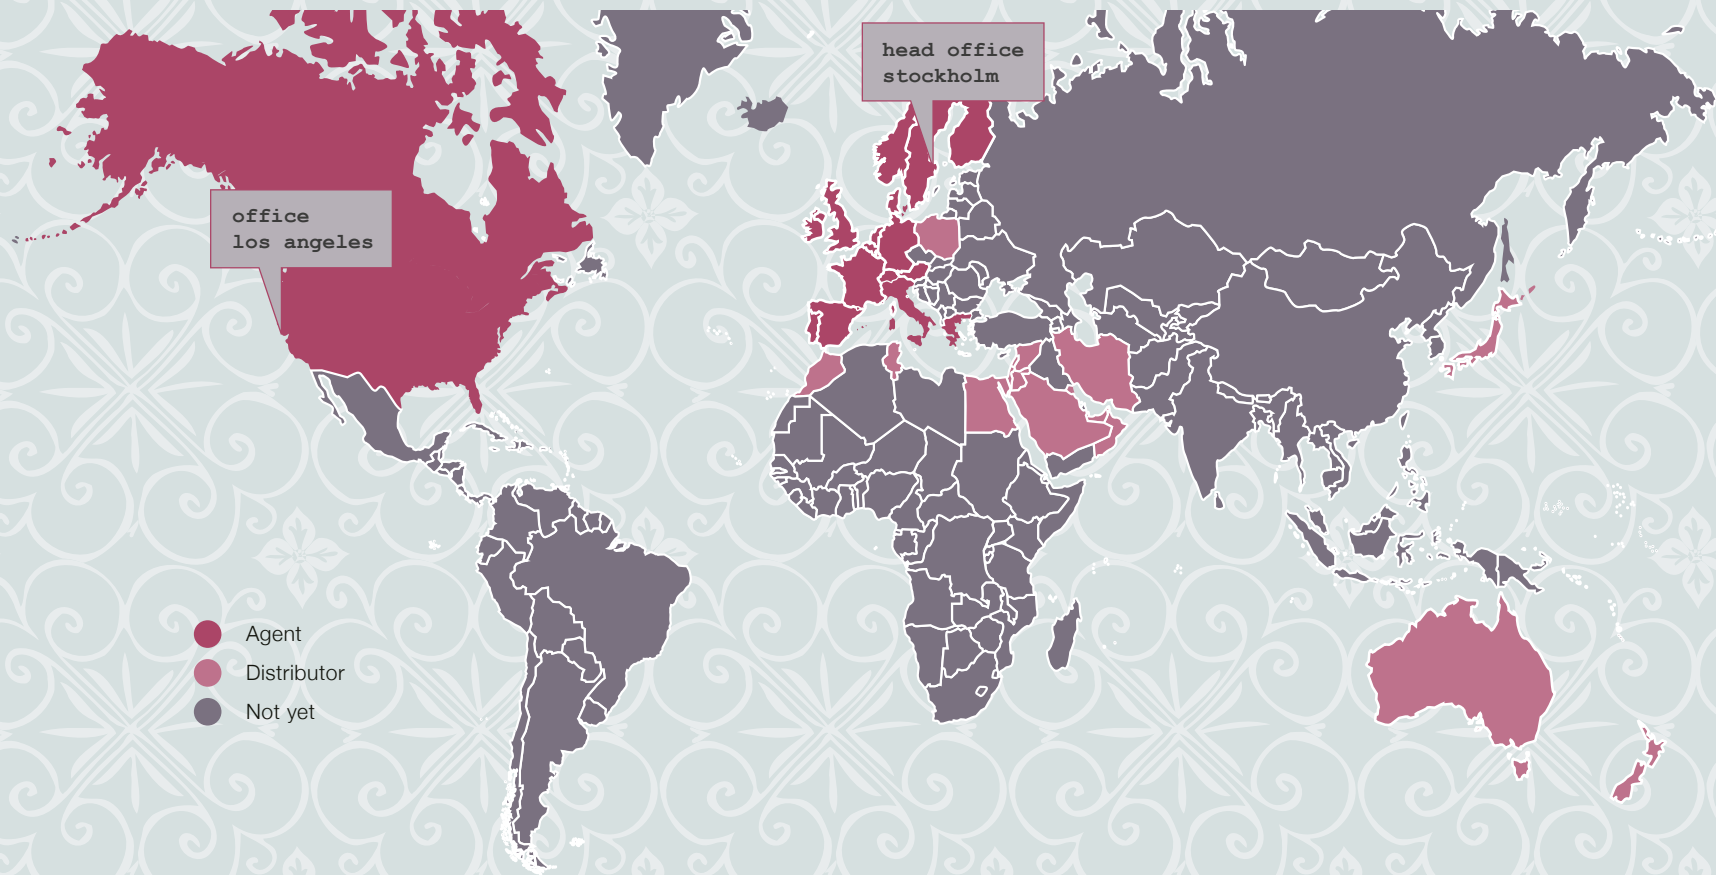 head office
stockholm
office
los angeles
Agent
Distributor
Not yet